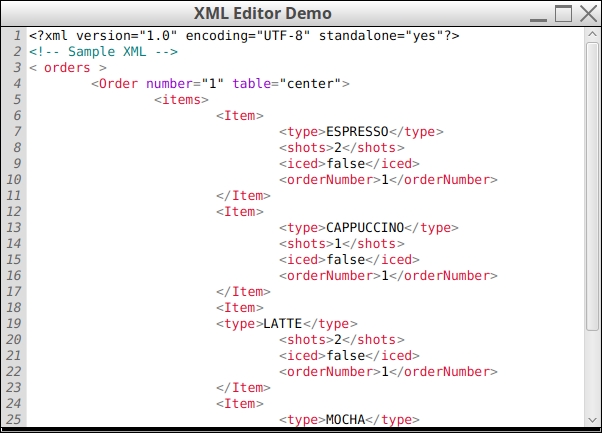 XML Editor Demo
1 <?xml version="1.0" encoding="UTF-8" standalone="yes"?>
2 <!-- Sample XML -->
3 < orders >
4 <Order number="1" table="center">
5 <items>
6 <Item>
7 <type>ESPRESSO</type>
8 <shots>2</shots>
9 <iced>false</iced>
10 <orderNumber>1</orderNumber>
11 </Item>
12 <Item>
13 <type>CAPPUCCINO</type>
14 <shots>1</shots>
15 <iced>false</iced>
16 <orderNumber>1</orderNumber>
17 </Item>
18 <Item>
19 <type>LATTE</type>
20 <shots>2</shots>
21 <iced>false</iced>
22 <orderNumber>1</orderNumber>
23 </Item>
24 <Item>
25 <type>MOCHA</type>